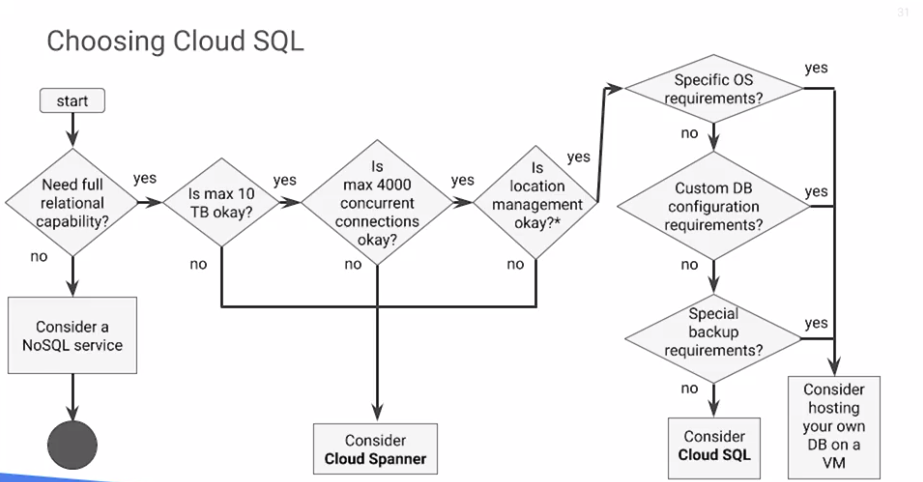 31
Choosing Cloud SQL
start
Need full
relational
capability?
yes
no
Consider a
NoSQL service
Is max 10
TB okay?
yes
no
Is
max 4000
concurrent
connections
okay?
yes
no
Consider
Cloud Spanner
Is
location
management
okay?*
yes
no
Specific OS
requirements?
yes
no
Custom DB
configuration
requirements?
yes
no
Special
backup
requirements?
yes
no
Consider
Cloud SQL
Consider
hosting
your own
DB on a
VM